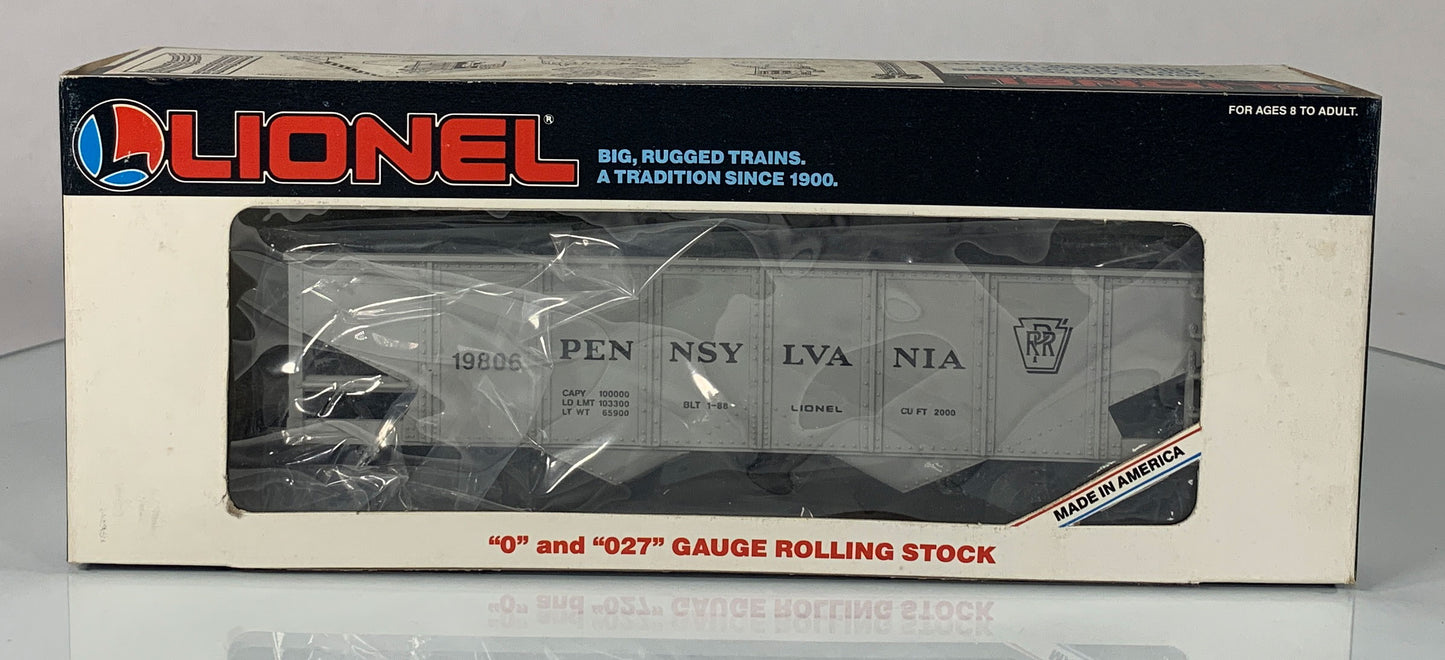 LIONEL®
BIG, RUGGED TRAINS.
A TRADITION SINCE 1900.
FOR AGES 8 TO ADULT.
19806
PEN NSY LVA NIA
PRR
CAPY 100000
LD LMT 103300
LT WT 65900
BLT 1-88
LIONEL
CU FT 2000
MADE IN AMERICA
“O” and “027” GAUGE ROLLING STOCK